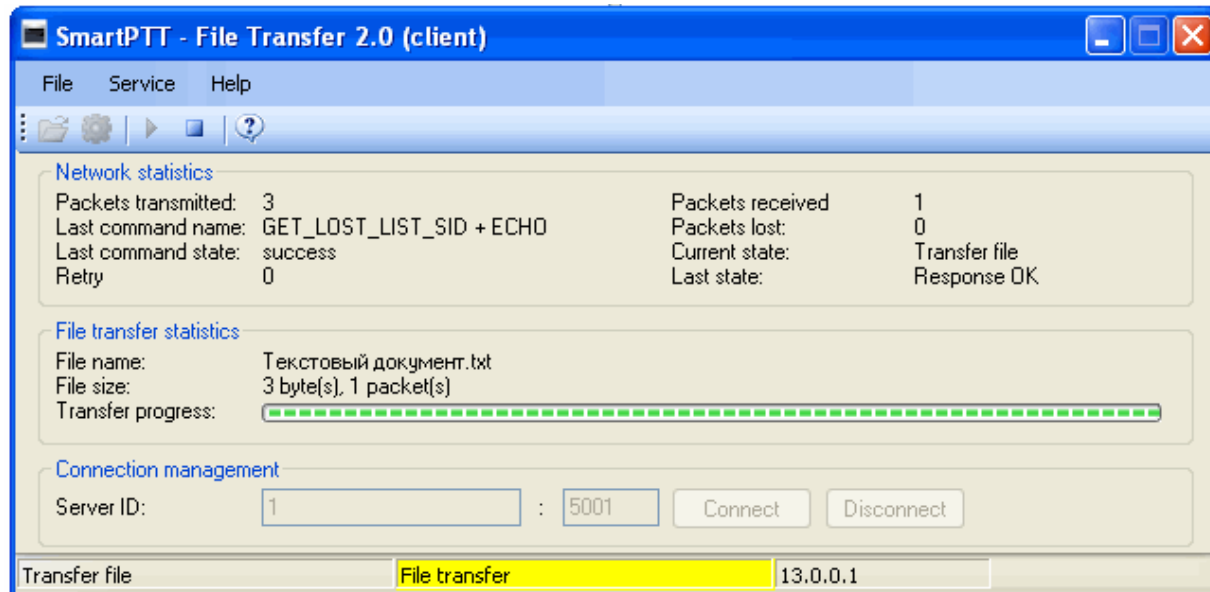 SmartPTT - File Transfer 2.0 (client)
File Service Help
Network statistics
Packets transmitted: 3 Packets received 1
Last command name: GET_LOST_LIST_SID + ECHO Packets lost: 0
Last command state: success Current state: Transfer file
Retry 0 Last state: Response OK
File transfer statistics
File name: Текстовый документ.txt
File size: 3 byte(s), 1 packet(s)
Transfer progress:
Connection management
Server ID: 1 : 5001 Connect Disconnect
Transfer file File transfer 13.0.0.1